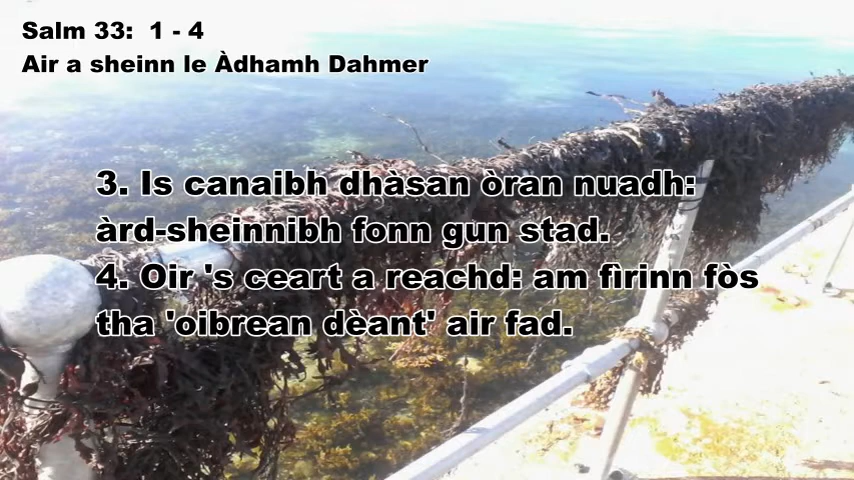 Salm 33:  1 - 4
Air a sheinn le Àdhamh Dahmer
3. Is canaibh dhàsan òran nuadh:
àrd-sheinnibh fonn gun stad.
4. Oir 's ceart a reachd: am fìrinn fòs
tha 'oibrean dèant' air fad.